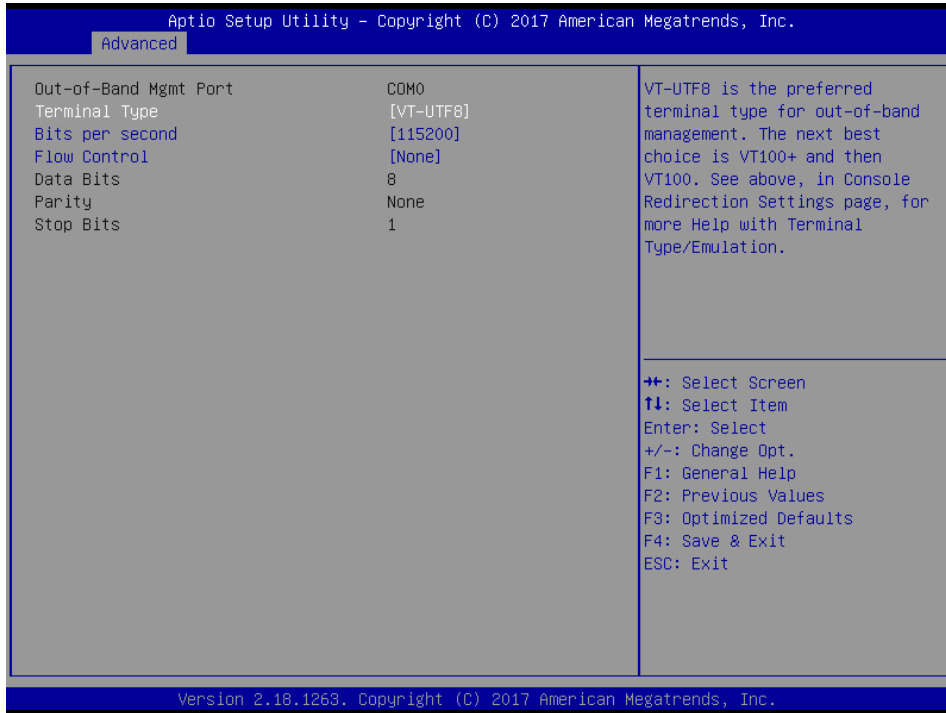 Aptio Setup Utility – Copyright (C) 2017 American Megatrends, Inc.
Advanced
Out-of-Band Mgmt Port COM0
Terminal Type [VT-UTF8]
Bits per second [115200]
Flow Control [None]
Data Bits 8
Parity None
Stop Bits 1
VT-UTF8 is the preferred
terminal type for out-of-band
management. The next best
choice is VT100+ and then
VT100. See above, in Console
Redirection Settings page, for
more Help with Terminal
Type/Emulation.
→←: Select Screen
↑↓: Select Item
Enter: Select
+/-: Change Opt.
F1: General Help
F2: Previous Values
F3: Optimized Defaults
F4: Save & Exit
ESC: Exit
Version 2.18.1263. Copyright (C) 2017 American Megatrends, Inc.